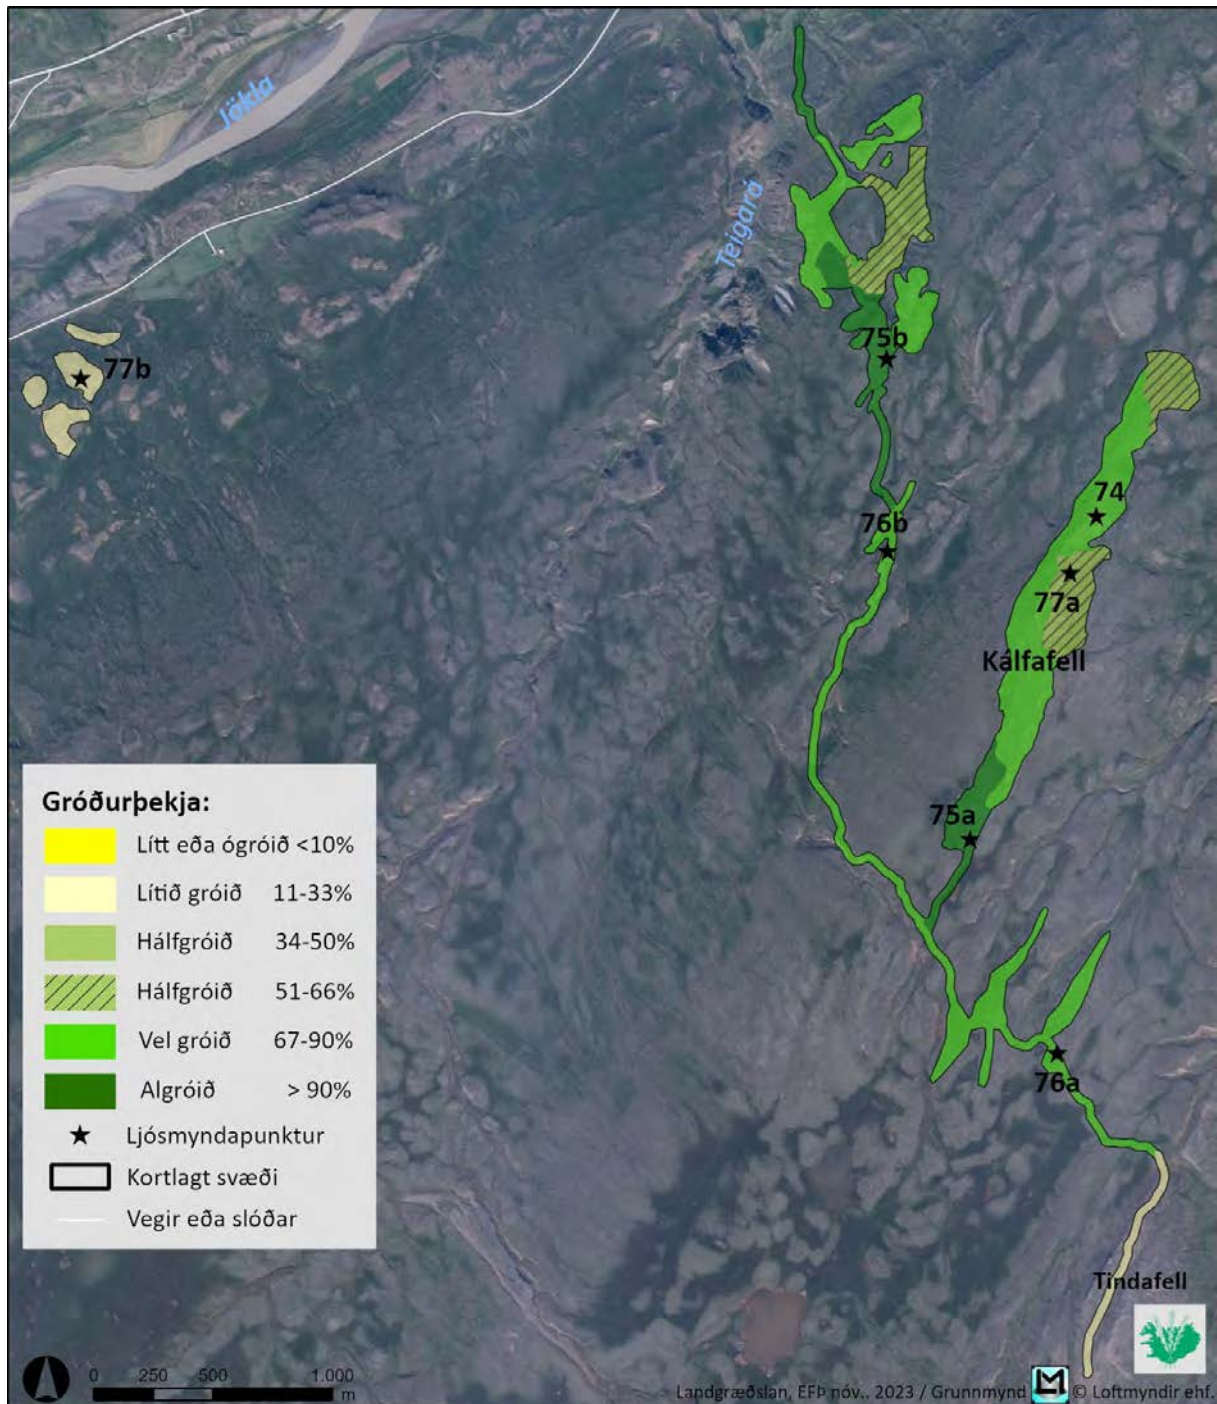 Jökla
Teigará
77b
75b
74
76b
77a
Kálfafell
75a
76a
Tindafell
Gróðurþekja:
Lítt eða ógróið <10%
Lítið gróið 11-33%
Hálfgróið 34-50%
Hálfgróið 51-66%
Vel gróið 67-90%
Algróið > 90%
Ljósmyndapunktur
Kortlagt svæði
Vegir eða slóðar
0 250 500 1.000
m
Landgræðslan, EFÞ nóv.. 2023 / Grunnmynd © Loftmyndir ehf.